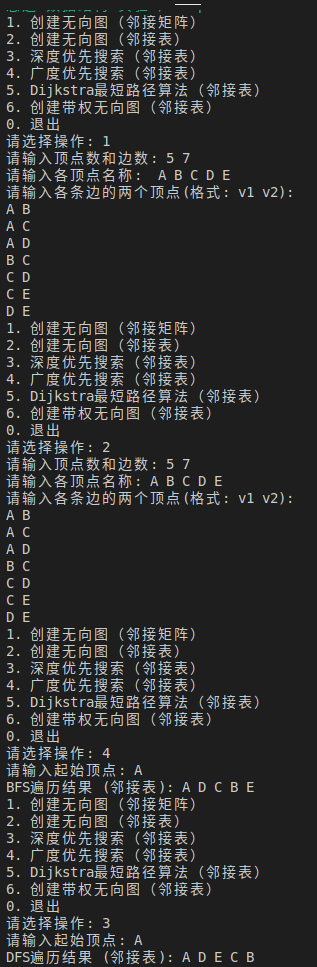 1. 创建无向图（邻接矩阵）
2. 创建无向图（邻接表）
3. 深度优先搜索（邻接表）
4. 广度优先搜索（邻接表）
5. Dijkstra最短路径算法（邻接表）
6. 创建带权无向图（邻接表）
0. 退出
请选择操作: 1
请输入顶点数和边数: 5 7
请输入各顶点名称:  A B C D E
请输入各条边的两个顶点(格式: v1 v2):
A B
A C
A D
B C
C D
C E
D E
1. 创建无向图（邻接矩阵）
2. 创建无向图（邻接表）
3. 深度优先搜索（邻接表）
4. 广度优先搜索（邻接表）
5. Dijkstra最短路径算法（邻接表）
6. 创建带权无向图（邻接表）
0. 退出
请选择操作: 2
请输入顶点数和边数: 5 7
请输入各顶点名称: A B C D E
请输入各条边的两个顶点(格式: v1 v2):
A B
A C
A D
B C
C D
C E
D E
1. 创建无向图（邻接矩阵）
2. 创建无向图（邻接表）
3. 深度优先搜索（邻接表）
4. 广度优先搜索（邻接表）
5. Dijkstra最短路径算法（邻接表）
6. 创建带权无向图（邻接表）
0. 退出
请选择操作: 4
请输入起始顶点: A
BFS遍历结果 (邻接表): A D C B E
1. 创建无向图（邻接矩阵）
2. 创建无向图（邻接表）
3. 深度优先搜索（邻接表）
4. 广度优先搜索（邻接表）
5. Dijkstra最短路径算法（邻接表）
6. 创建带权无向图（邻接表）
0. 退出
请选择操作: 3
请输入起始顶点: A
DFS遍历结果 (邻接表): A D E C B